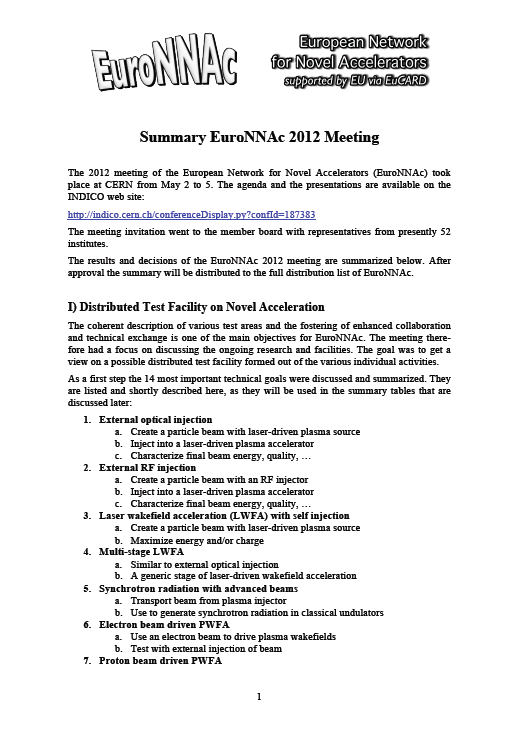 EuroNNAc
European Network
for Novel Accelerators
supported by EU via EuCARD
Summary EuroNNAc 2012 Meeting
The 2012 meeting of the European Network for Novel Accelerators (EuroNNAc) took
place at CERN from May 2 to 5. The agenda and the presentations are available on the
INDICO web site:
http://indico.cern.ch/conferenceDisplay.py?confId=187383
The meeting invitation went to the member board with representatives from presently 52
institutes.
The results and decisions of the EuroNNAc 2012 meeting are summarized below. After
approval the summary will be distributed to the full distribution list of EuroNNAc.
I) Distributed Test Facility on Novel Acceleration
The coherent description of various test areas and the fostering of enhanced collaboration
and technical exchange is one of the main objectives for EuroNNAc. The meeting there-
fore had a focus on discussing the ongoing research and facilities. The goal was to get a
view on a possible distributed test facility formed out of the various individual activities.
As a first step the 14 most important technical goals were discussed and summarized. They
are listed and shortly described here, as they will be used in the summary tables that are
discussed later:
1. External optical injection
a. Create a particle beam with laser-driven plasma source
b. Inject into a laser-driven plasma accelerator
c. Characterize final beam energy, quality, …
2. External RF injection
a. Create a particle beam with an RF injector
b. Inject into a laser-driven plasma accelerator
c. Characterize final beam energy, quality, …
3. Laser wakefield acceleration (LWFA) with self injection
a. Create a particle beam with laser-driven plasma source
b. Maximize energy and/or charge
4. Multi-stage LWFA
a. Similar to external optical injection
b. A generic stage of laser-driven wakefield acceleration
5. Synchrotron radiation with advanced beams
a. Transport beam from plasma injector
b. Use to generate synchrotron radiation in classical undulators
6. Electron beam driven PWFA
a. Use an electron beam to drive plasma wakefields
b. Test with external injection of beam
7. Proton beam driven PWFA
1